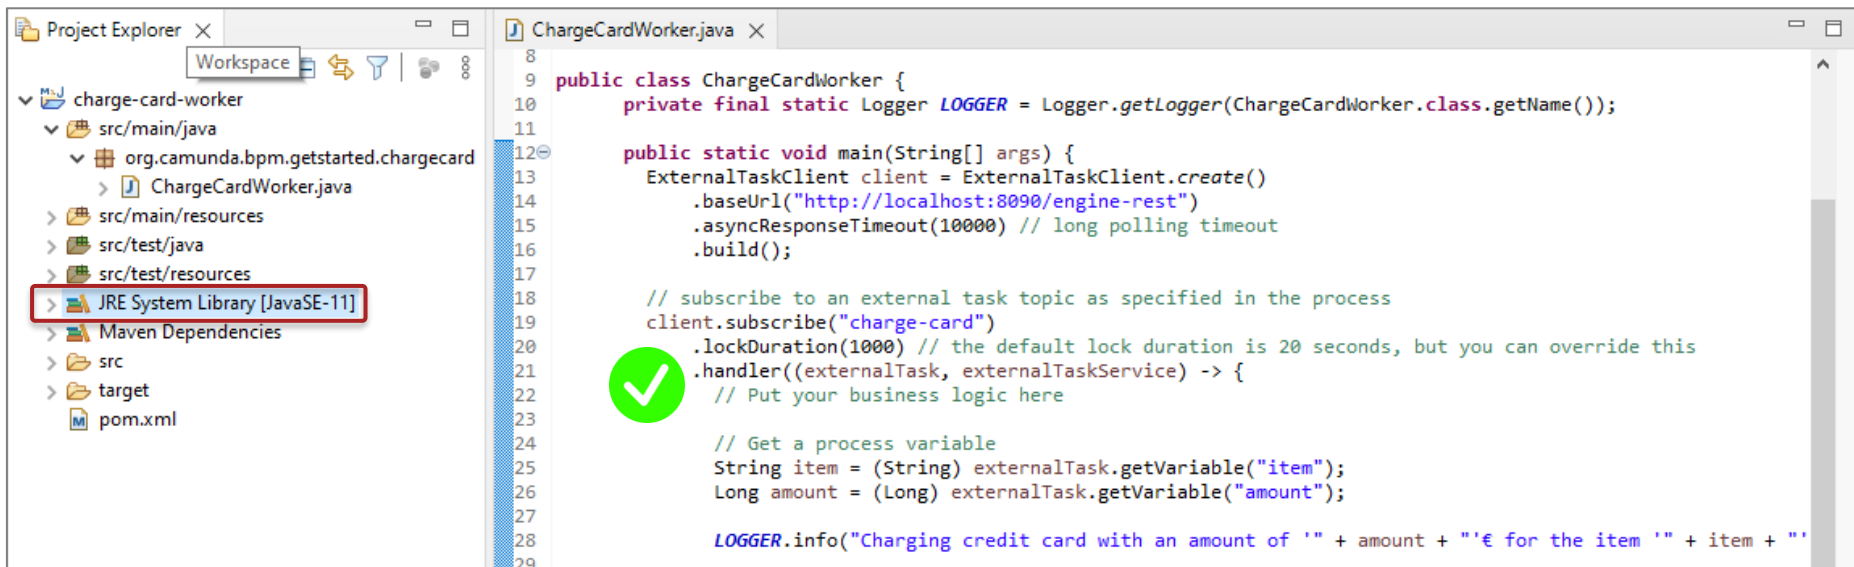 Project Explorer
Workspace
charge-card-worker
src/main/java
org.camunda.bpm.getstarted.chargecard
ChargeCardWorker.java
src/main/resources
src/test/java
src/test/resources
JRE System Library [JavaSE-11]
Maven Dependencies
src
target
pom.xml
ChargeCardWorker.java
8
9 public class ChargeCardWorker {
10 private final static Logger LOGGER = Logger.getLogger(ChargeCardWorker.class.getName());
11
12 public static void main(String[] args) {
13 ExternalTaskClient client = ExternalTaskClient.create()
14 .baseUrl("http://localhost:8090/engine-rest")
15 .asyncResponseTimeout(10000) // long polling timeout
16 .build();
17
18 // subscribe to an external task topic as specified in the process
19 client.subscribe("charge-card")
20 .lockDuration(1000) // the default lock duration is 20 seconds, but you can override this
21 .handler((externalTask, externalTaskService) -> {
22 // Put your business logic here
23
24 // Get a process variable
25 String item = (String) externalTask.getVariable("item");
26 Long amount = (Long) externalTask.getVariable("amount");
27
28 LOGGER.info("Charging credit card with an amount of '" + amount + "'€ for the item '" + item + "'
29